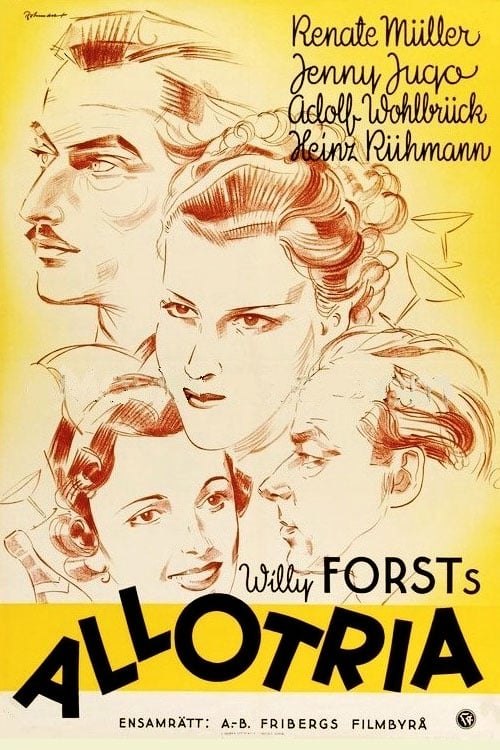 Renate Müller
Jenny Jugo
Adolf Wohlbrück
Heinz Rühmann
Willy FORSTs
ALLOTRIA
ENSAMRÄTT: A.-B. FRIBERGS FILMBYRÅ